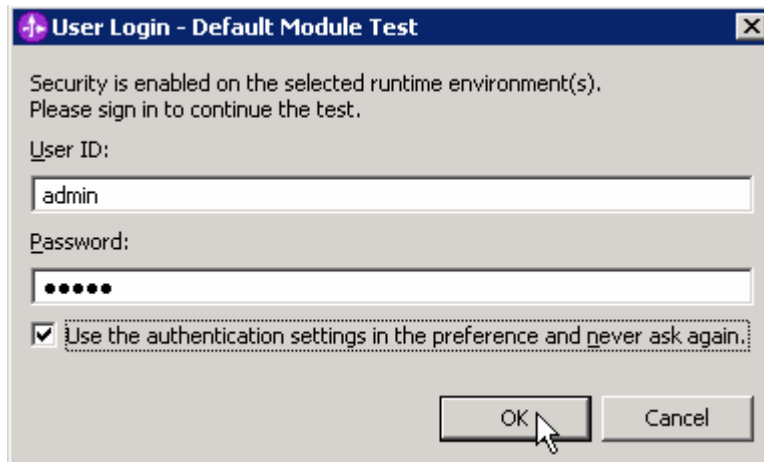 User Login - Default Module Test
Security is enabled on the selected runtime environment(s).
Please sign in to continue the test.
User ID:
admin
Password:
●●●●●
Use the authentication settings in the preference and never ask again.
OK
Cancel